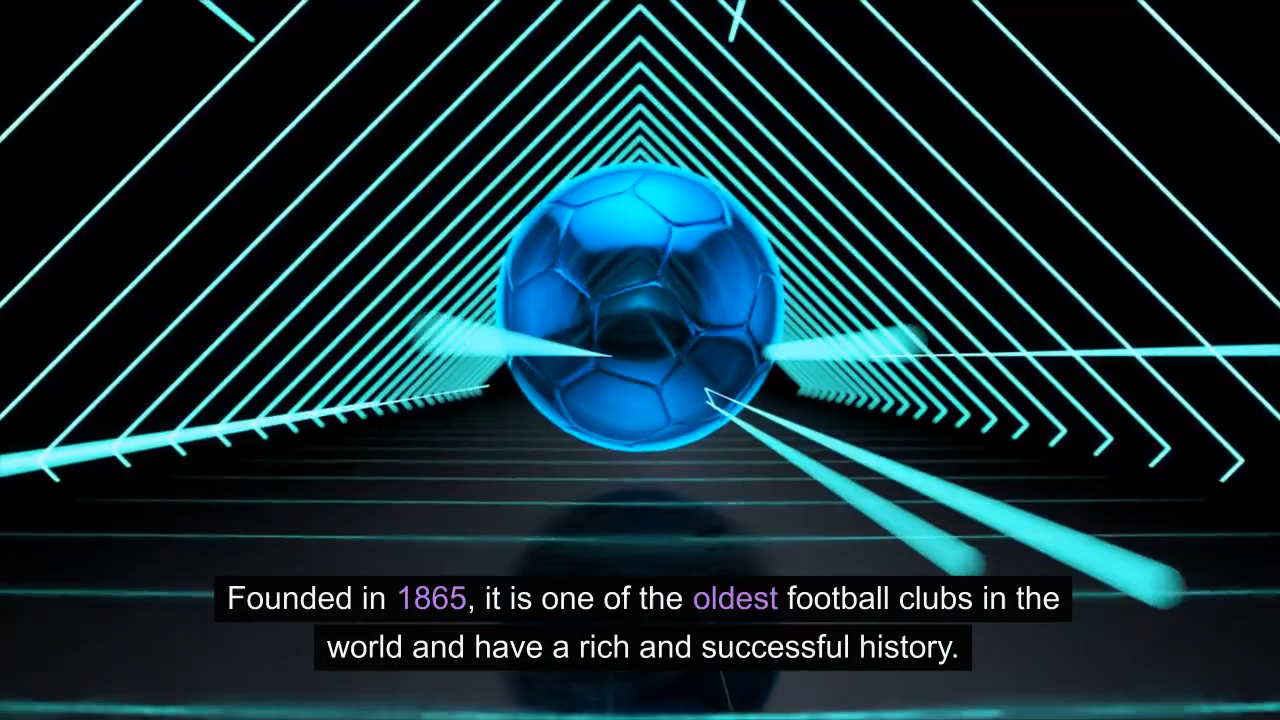 Founded in 1865, it is one of the oldest football clubs in the
world and have a rich and successful history.